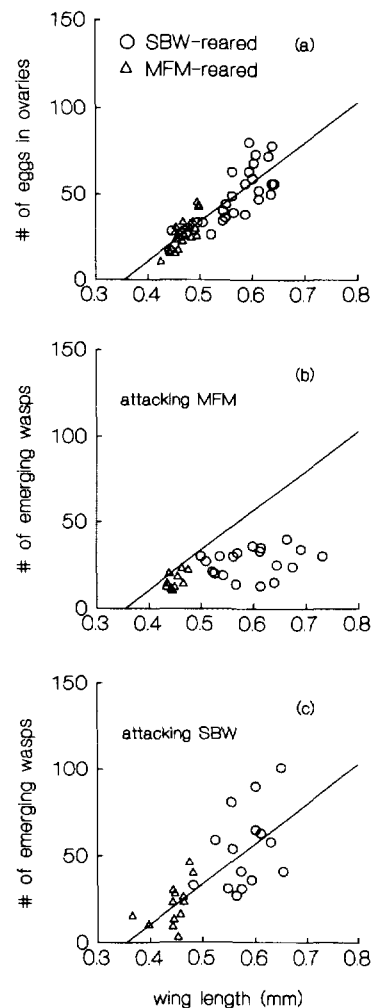 (a)
○ SBW-reared
△ MFM-reared
# of eggs in ovaries
150
100
50
0
0.3 0.4 0.5 0.6 0.7 0.8
(b)
attacking MFM
# of emerging wasps
150
100
50
0
0.3 0.4 0.5 0.6 0.7 0.8
(c)
attacking SBW
# of emerging wasps
150
100
50
0
0.3 0.4 0.5 0.6 0.7 0.8
wing length (mm)